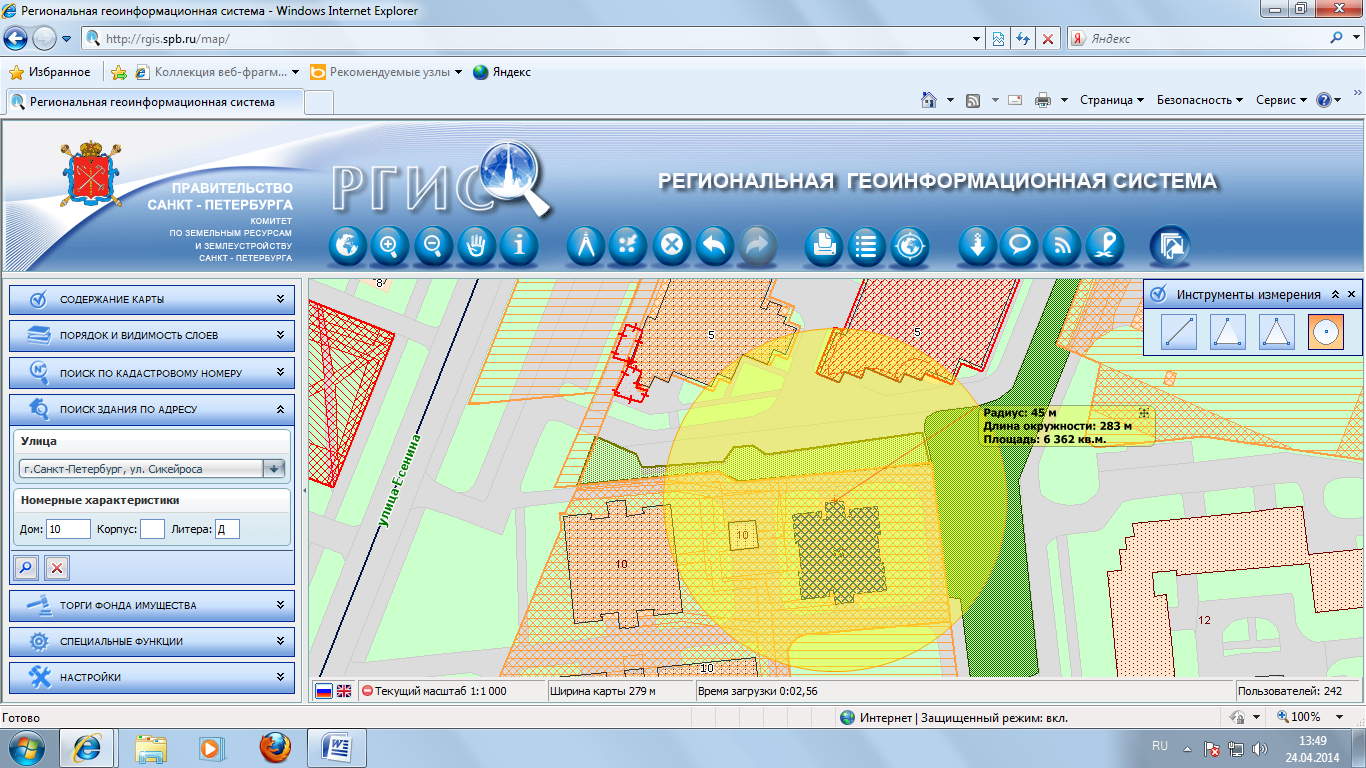 Региональная геоинформационная система - Windows Internet Explorer
http://rgis.spb.ru/map/
Яндекс
Избранное
Коллекция веб-фрагм...
Рекомендуемые узлы
Яндекс
Региональная геоинформационная система
Страница
Безопасность
Сервис
ПРАВИТЕЛЬСТВО
САНКТ - ПЕТЕРБУРГА
КОМИТЕТ
ПО ЗЕМЕЛЬНЫМ РЕСУРСАМ
И ЗЕМЛЕУСТРОЙСТВУ
САНКТ - ПЕТЕРБУРГА
РГИС
РЕГИОНАЛЬНАЯ ГЕОИНФОРМАЦИОННАЯ СИСТЕМА
СОДЕРЖАНИЕ КАРТЫ
ПОРЯДОК И ВИДИМОСТЬ СЛОЕВ
ПОИСК ПО КАДАСТРОВОМУ НОМЕРУ
ПОИСК ЗДАНИЯ ПО АДРЕСУ
Улица
г.Санкт-Петербург, ул. Сикейроса
Номерные характеристики
Дом: 10 Корпус: Литера: Д
ТОРГИ ФОНДА ИМУЩЕСТВА
СПЕЦИАЛЬНЫЕ ФУНКЦИИ
НАСТРОЙКИ
Инструменты измерения
5
5
Радиус: 45 м
Длина окружности: 283 м
Площадь: 6 362 кв.м.
улица Есенина
10
10
12
10
Текущий масштаб 1:1 000
Ширина карты 279 м
Время загрузки 0:02,56
Пользователей: 242
Готово
Интернет | Защищенный режим: вкл.
100%
RU
13:49
24.04.2014